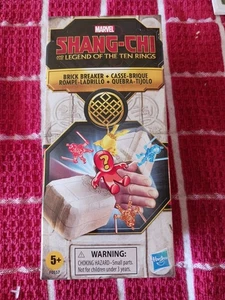 MARVEL
SHANG-CHI
AND THE
LEGEND OF THE TEN RINGS
BRICK BREAKER • CASSE-BRIQUE
ROMPE-LADRILLO • QUEBRA-TIJOLO
?
5+
WARNING:
CHOKING HAZARD–Small parts.
Not for children under 3 years.
Hasbro